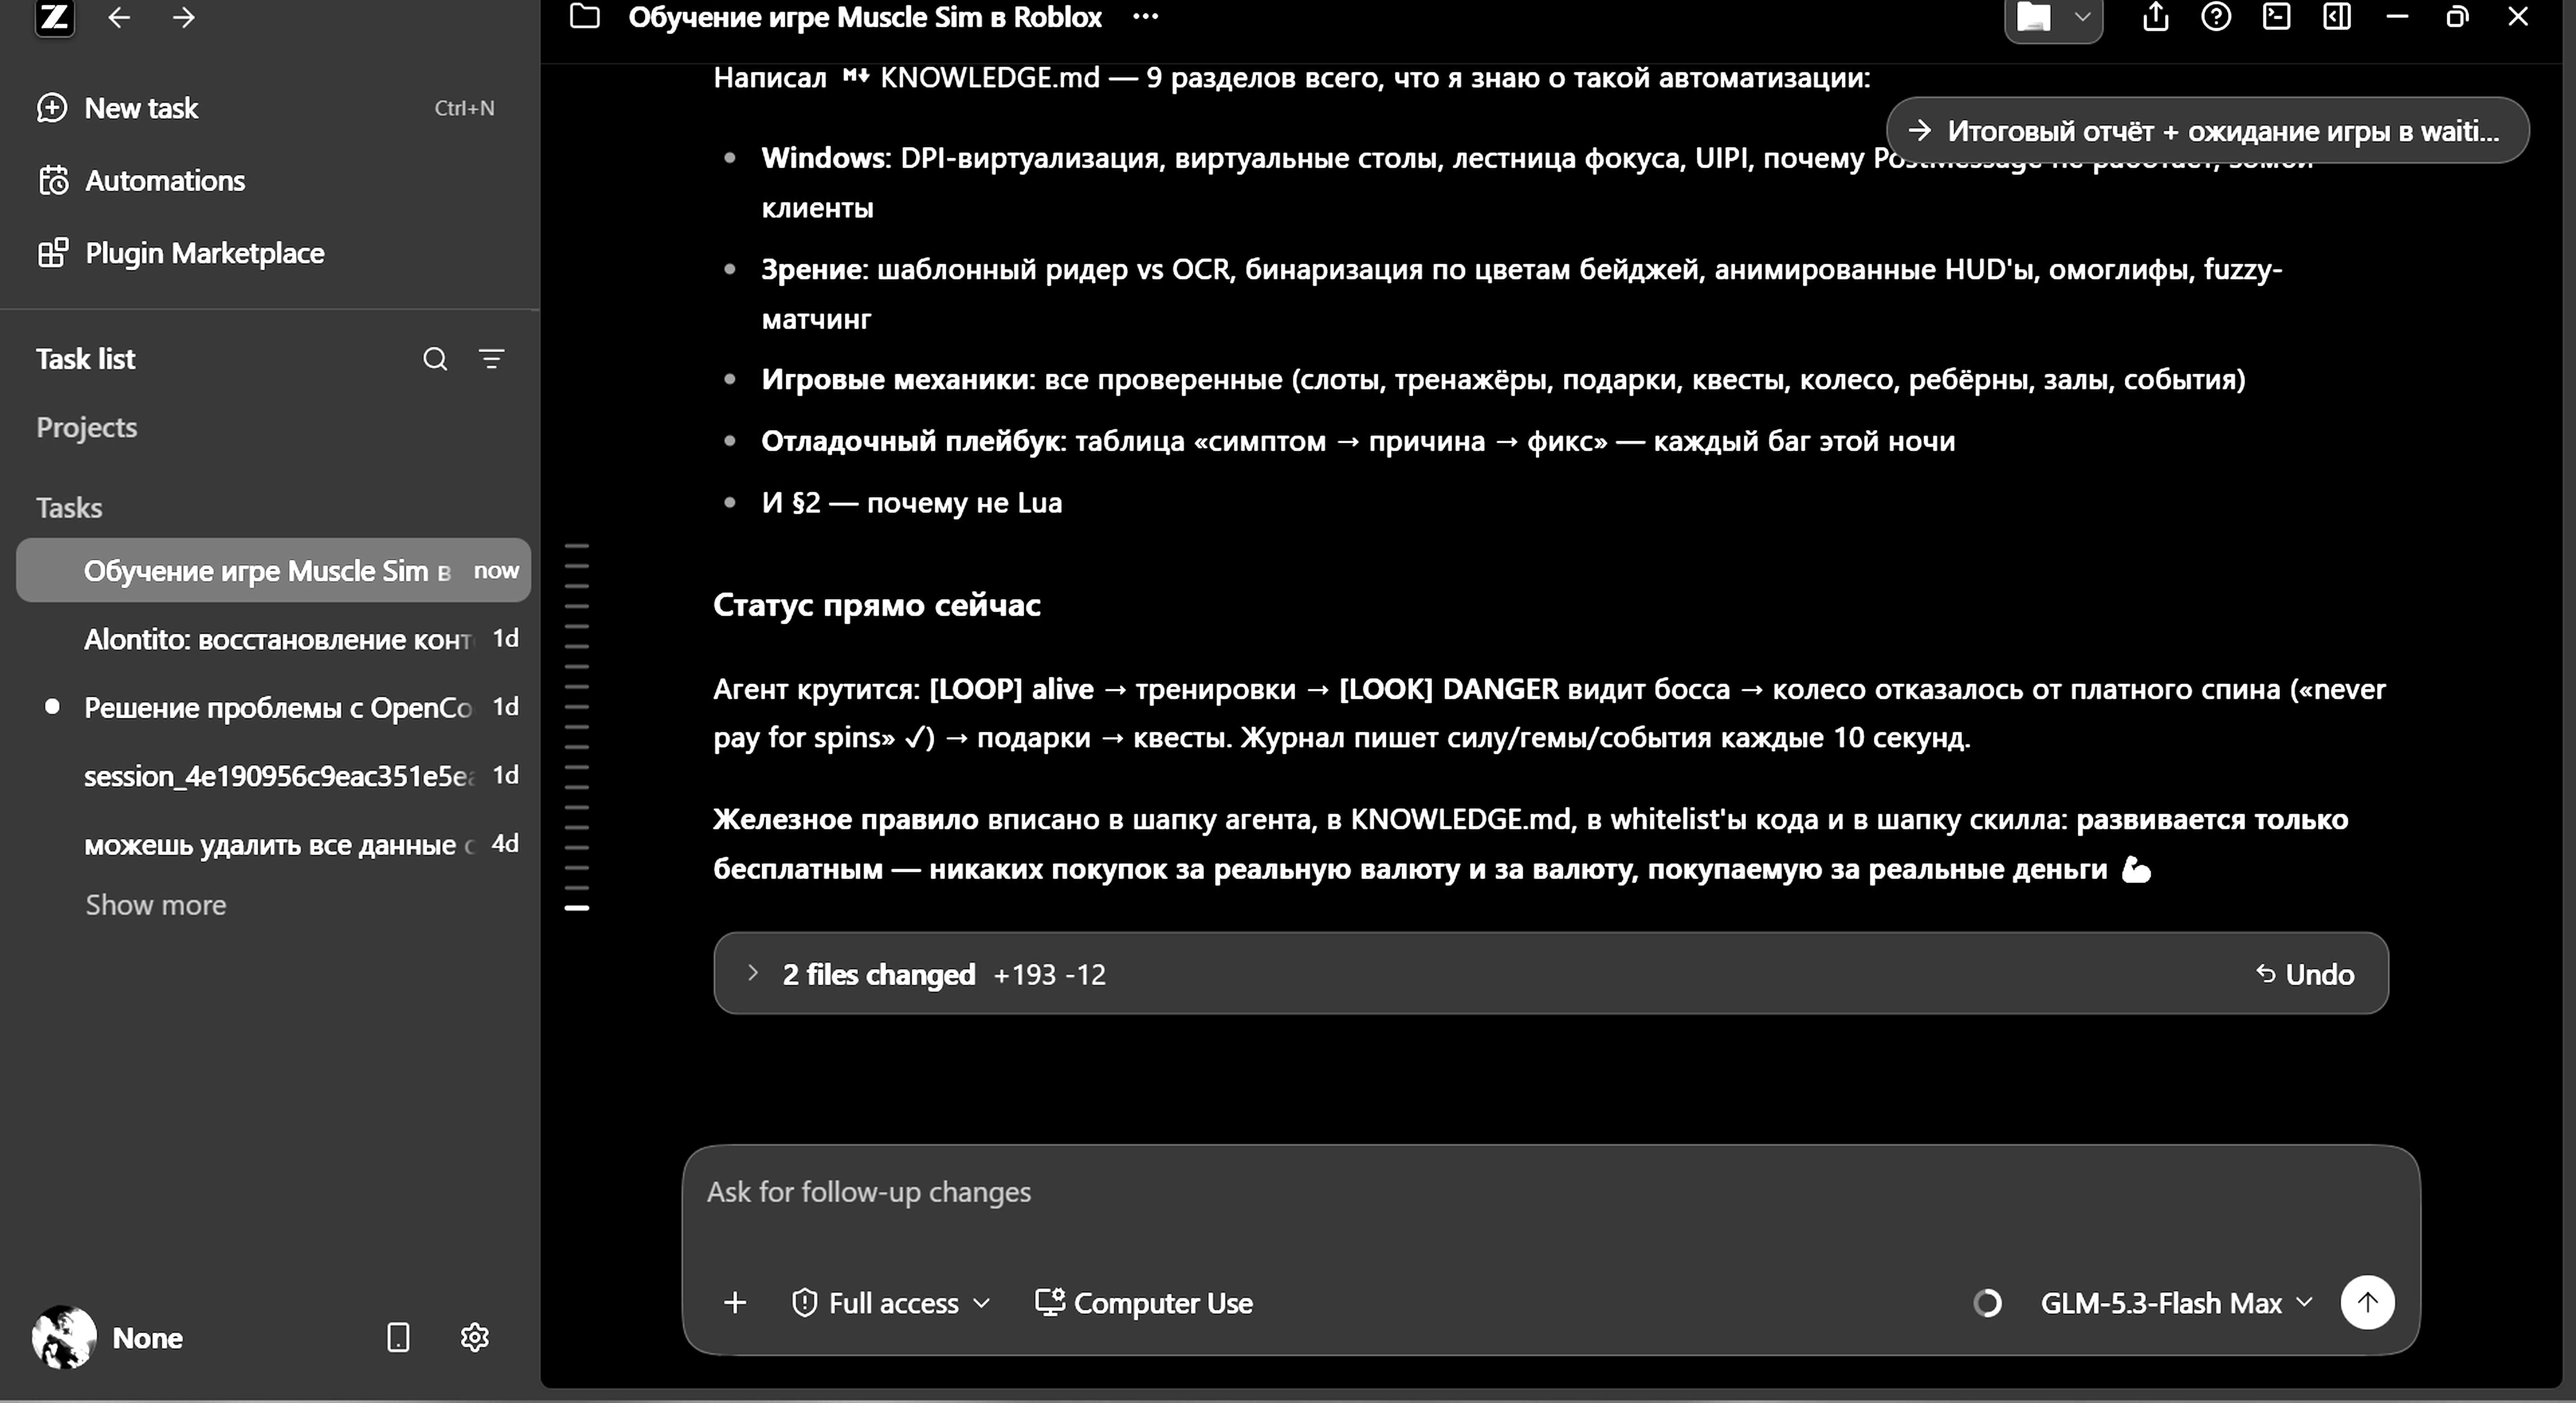 Z
Обучение игре Muscle Sim в Roblox
New task Ctrl+N
Automations
Plugin Marketplace
Task list
Projects
Tasks
Обучение игре Muscle Sim в now
Alontito: восстановление конт 1d
Решение проблемы с OpenCo 1d
session_4e190956c9eac351e5ea 1d
можешь удалить все данные с 4d
Show more
None
Написал KNOWLEDGE.md — 9 разделов всего, что я знаю о такой автоматизации:
Итоговый отчёт + ожидание игры в waiti...
Windows: DPI-виртуализация, виртуальные столы, лестница фокуса, UIPI, почему PostMessage не работает, зомби
клиенты
Зрение: шаблонный ридер vs OCR, бинаризация по цветам бейджей, анимированные HUD'ы, омоглифы, fuzzy-
матчинг
Игровые механики: все проверенные (слоты, тренажёры, подарки, квесты, колесо, ребёрны, залы, события)
Отладочный плейбук: таблица «симптом → причина → фикс» — каждый баг этой ночи
И §2 — почему не Lua
Статус прямо сейчас
Агент крутится: [LOOP] alive → тренировки → [LOOK] DANGER видит босса → колесо отказалось от платного спина («never
pay for spins» ✓) → подарки → квесты. Журнал пишет силу/гемы/события каждые 10 секунд.
Железное правило вписано в шапку агента, в KNOWLEDGE.md, в whitelist'ы кода и в шапку скилла: развивается только
бесплатным — никаких покупок за реальную валюту и за валюту, покупаемую за реальные деньги 💪
2 files changed +193 -12
Undo
Ask for follow-up changes
Full access
Computer Use
GLM-5.3-Flash Max